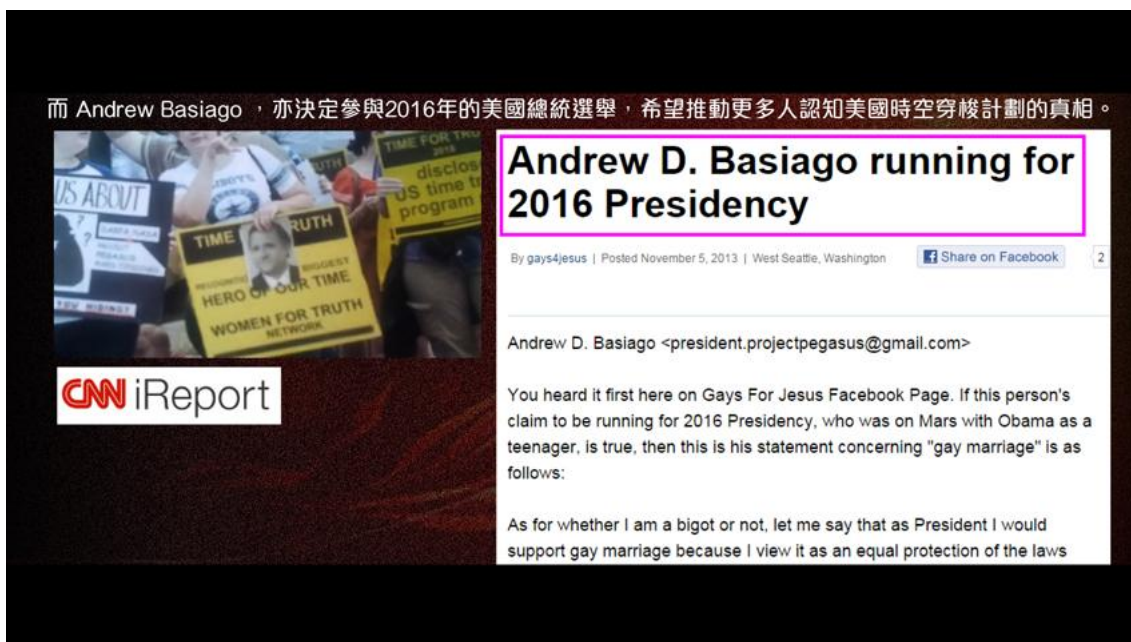 而 Andrew Basiago ，亦決定參與2016年的美國總統選舉，希望推動更多人認知美國時空穿梭計劃的真相。
US ABOUT
TIME TRUTH
HERO OF OUR TIME
WOMEN FOR TRUTH
NETWORK
TIME FOR
disclos
US time
program
CNN iReport
Andrew D. Basiago running for
2016 Presidency
By gays4jesus | Posted November 5, 2013 | West Seattle, Washington
Share on Facebook
2
Andrew D. Basiago <president.projectpegasus@gmail.com>
You heard it first here on Gays For Jesus Facebook Page. If this person's
claim to be running for 2016 Presidency, who was on Mars with Obama as a
teenager, is true, then this is his statement concerning "gay marriage" is as
follows:
As for whether I am a bigot or not, let me say that as President I would
support gay marriage because I view it as an equal protection of the laws